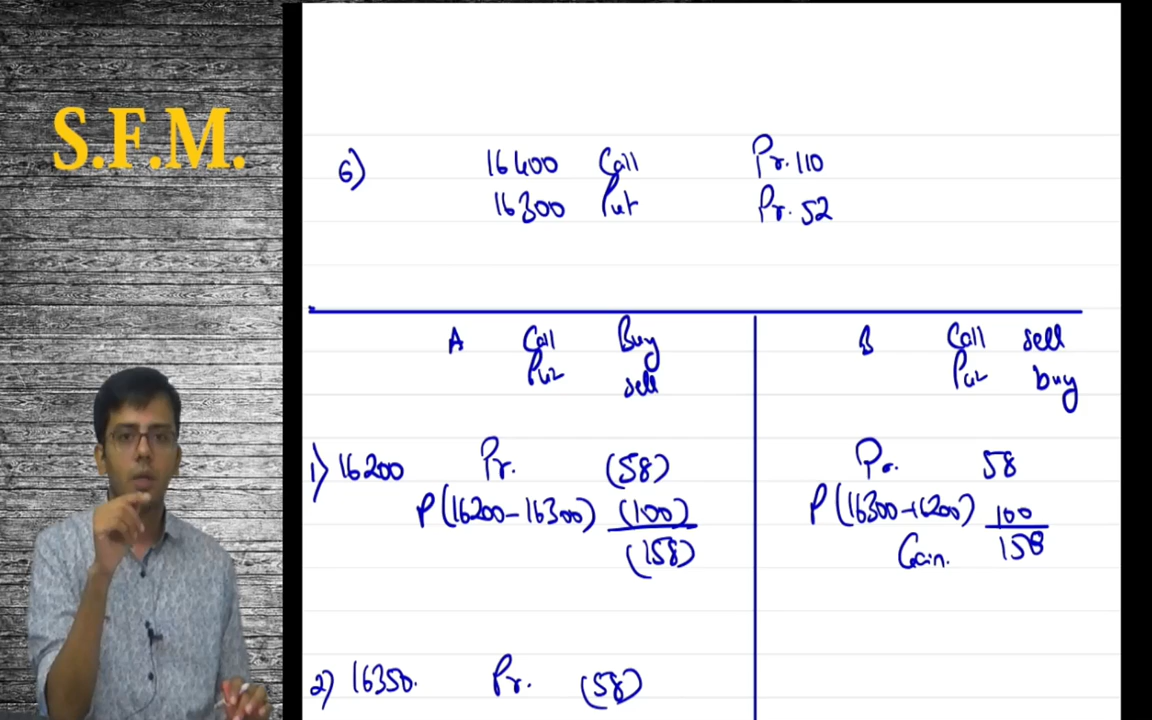 S.F.M.
6) 16400 Call Pr. 110
16300 Put Pr. 52
A Call Buy
Put sell
B Call sell
Put buy
1) 16200 Pr. (58)
P(16200-16300) (100)
(158)
Pr. 58
P(16300-16200) 100
Gain. 158
2) 16350. Pr. (58)